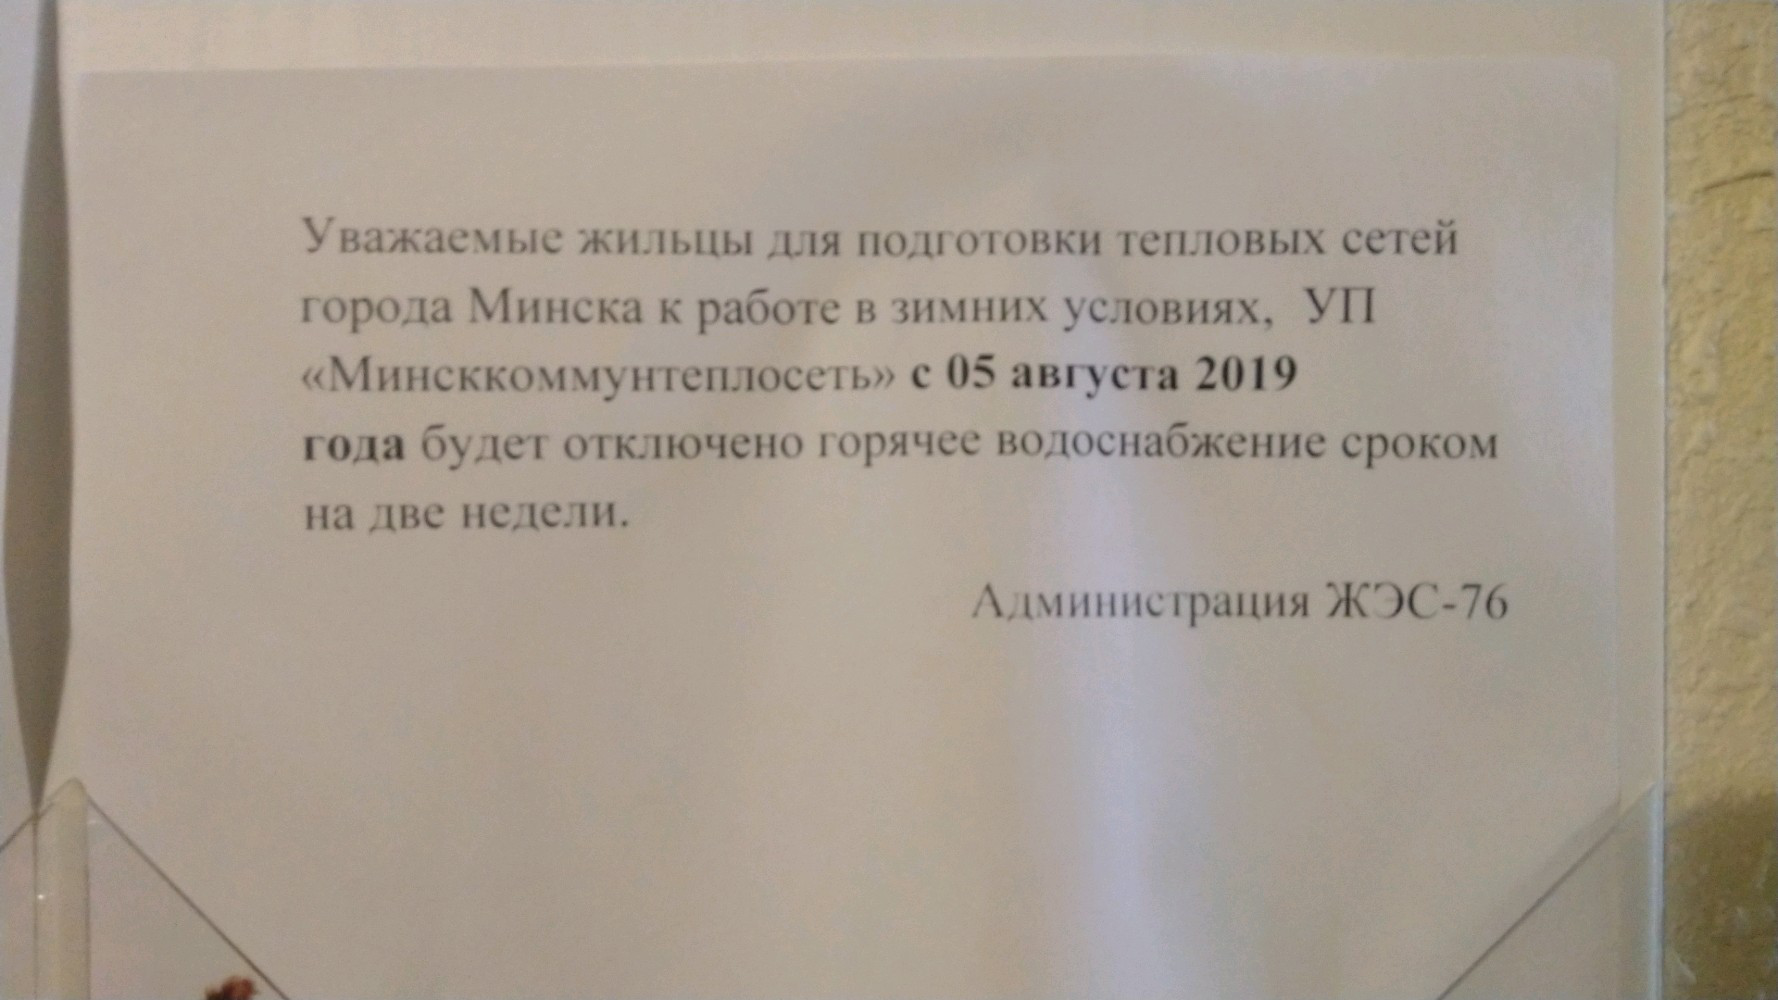 Уважаемые жильцы для подготовки тепловых сетей
города Минска к работе в зимних условиях,  УП
«Минсккоммунтеплосеть» с 05 августа 2019
года будет отключено горячее водоснабжение сроком
на две недели.
Администрация ЖЭС-76